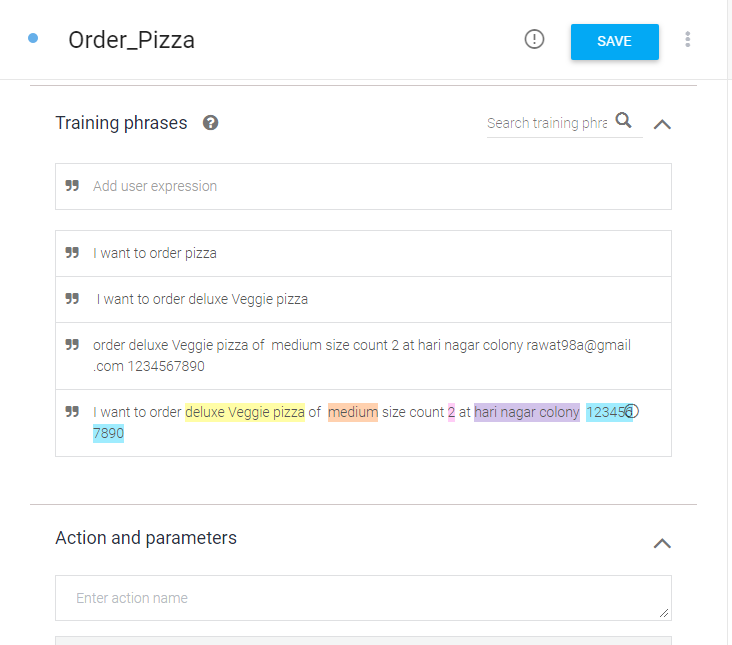 Order_Pizza
SAVE
Training phrases
Search training phra
Add user expression
I want to order pizza
I want to order deluxe Veggie pizza
order deluxe Veggie pizza of medium size count 2 at hari nagar colony rawat98a@gmail
.com 1234567890
I want to order deluxe Veggie pizza of medium size count 2 at hari nagar colony 123456
7890
Action and parameters
Enter action name